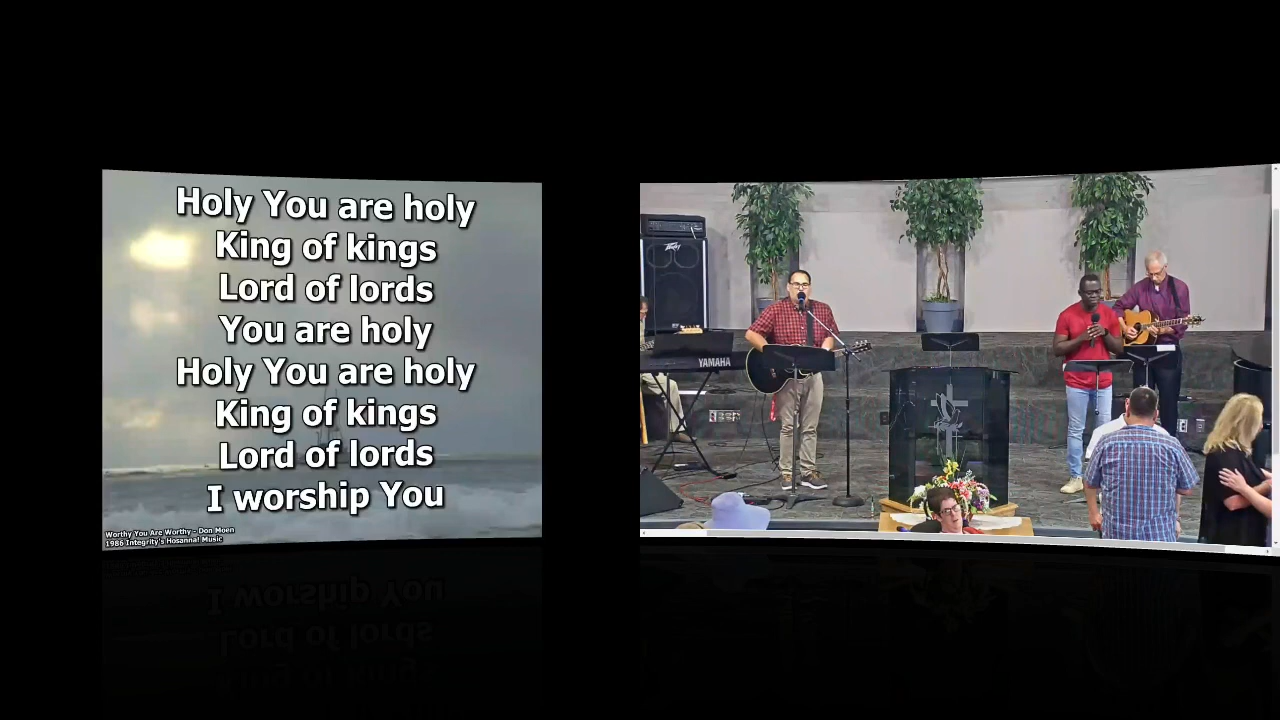 Holy You are holy
King of kings
Lord of lords
You are holy
Holy You are holy
King of kings
Lord of lords
I worship You
Worthy You Are Worthy - Don Moen
1986 Integrity's Hosanna! Music
PEAVEY
YAMAHA